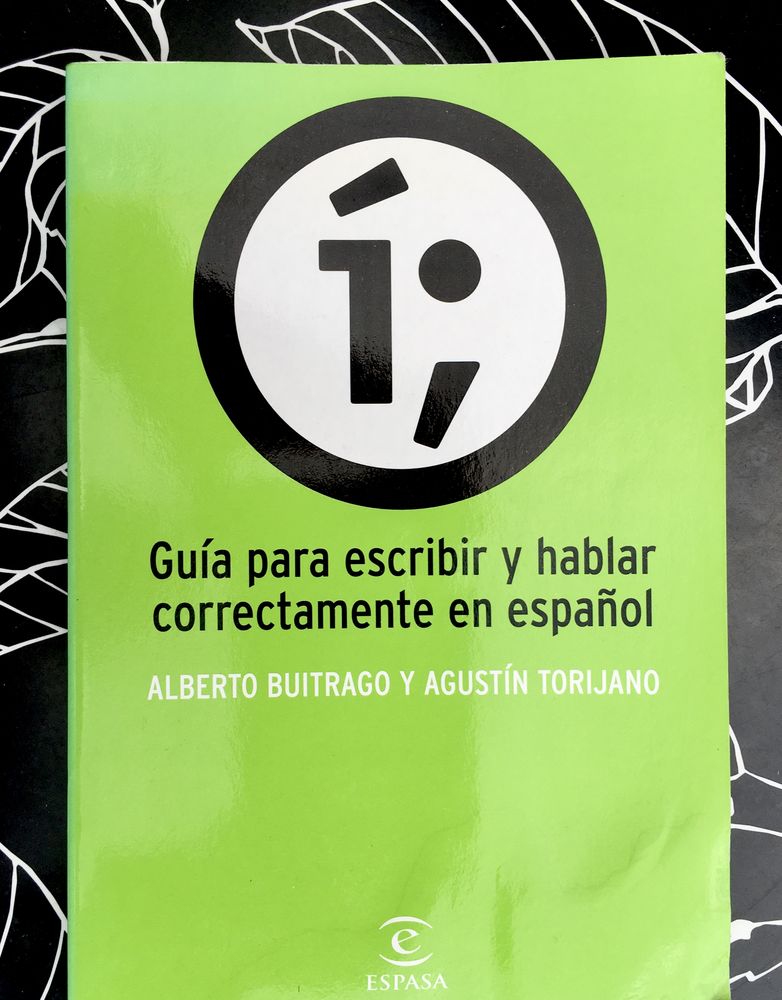 í;
Guía para escribir y hablar
correctamente en español
ALBERTO BUITRAGO Y AGUSTÍN TORIJANO
e
ESPASA